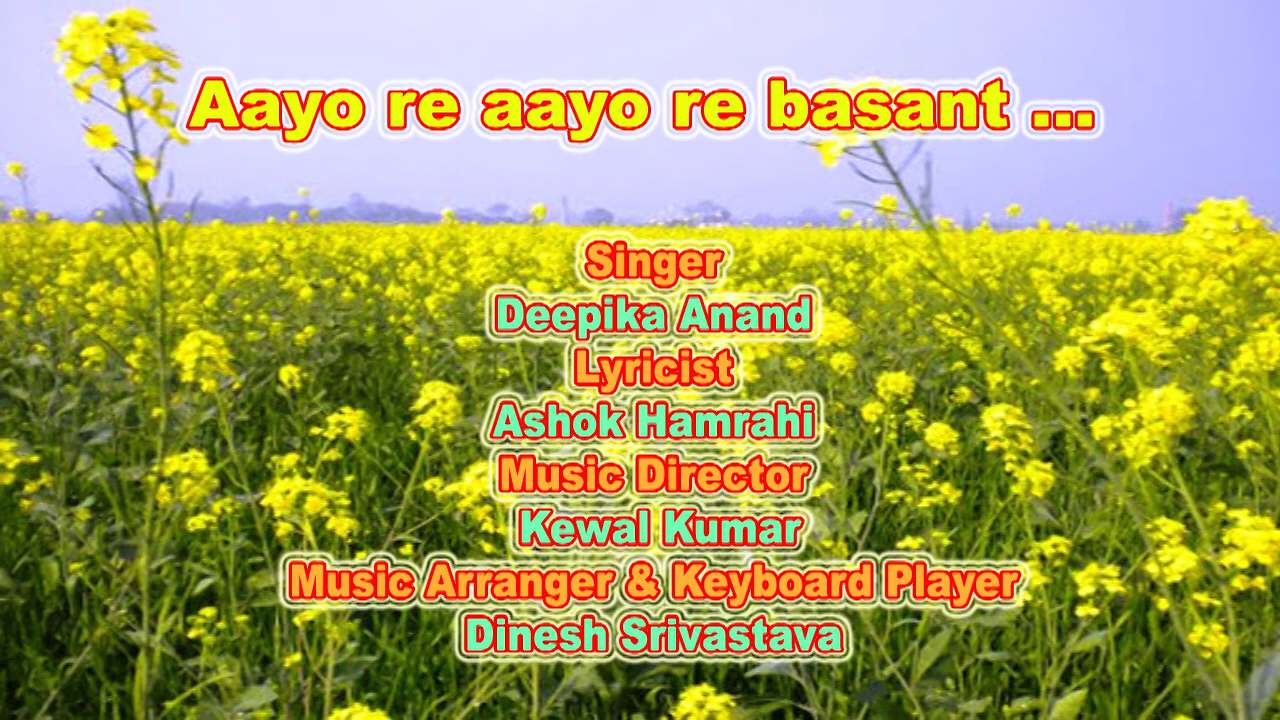 Aayo re aayo re basant ...
Singer
Deepika Anand
Lyricist
Ashok Hamrahi
Music Director
Kewal Kumar
Music Arranger & Keyboard Player
Dinesh Srivastava